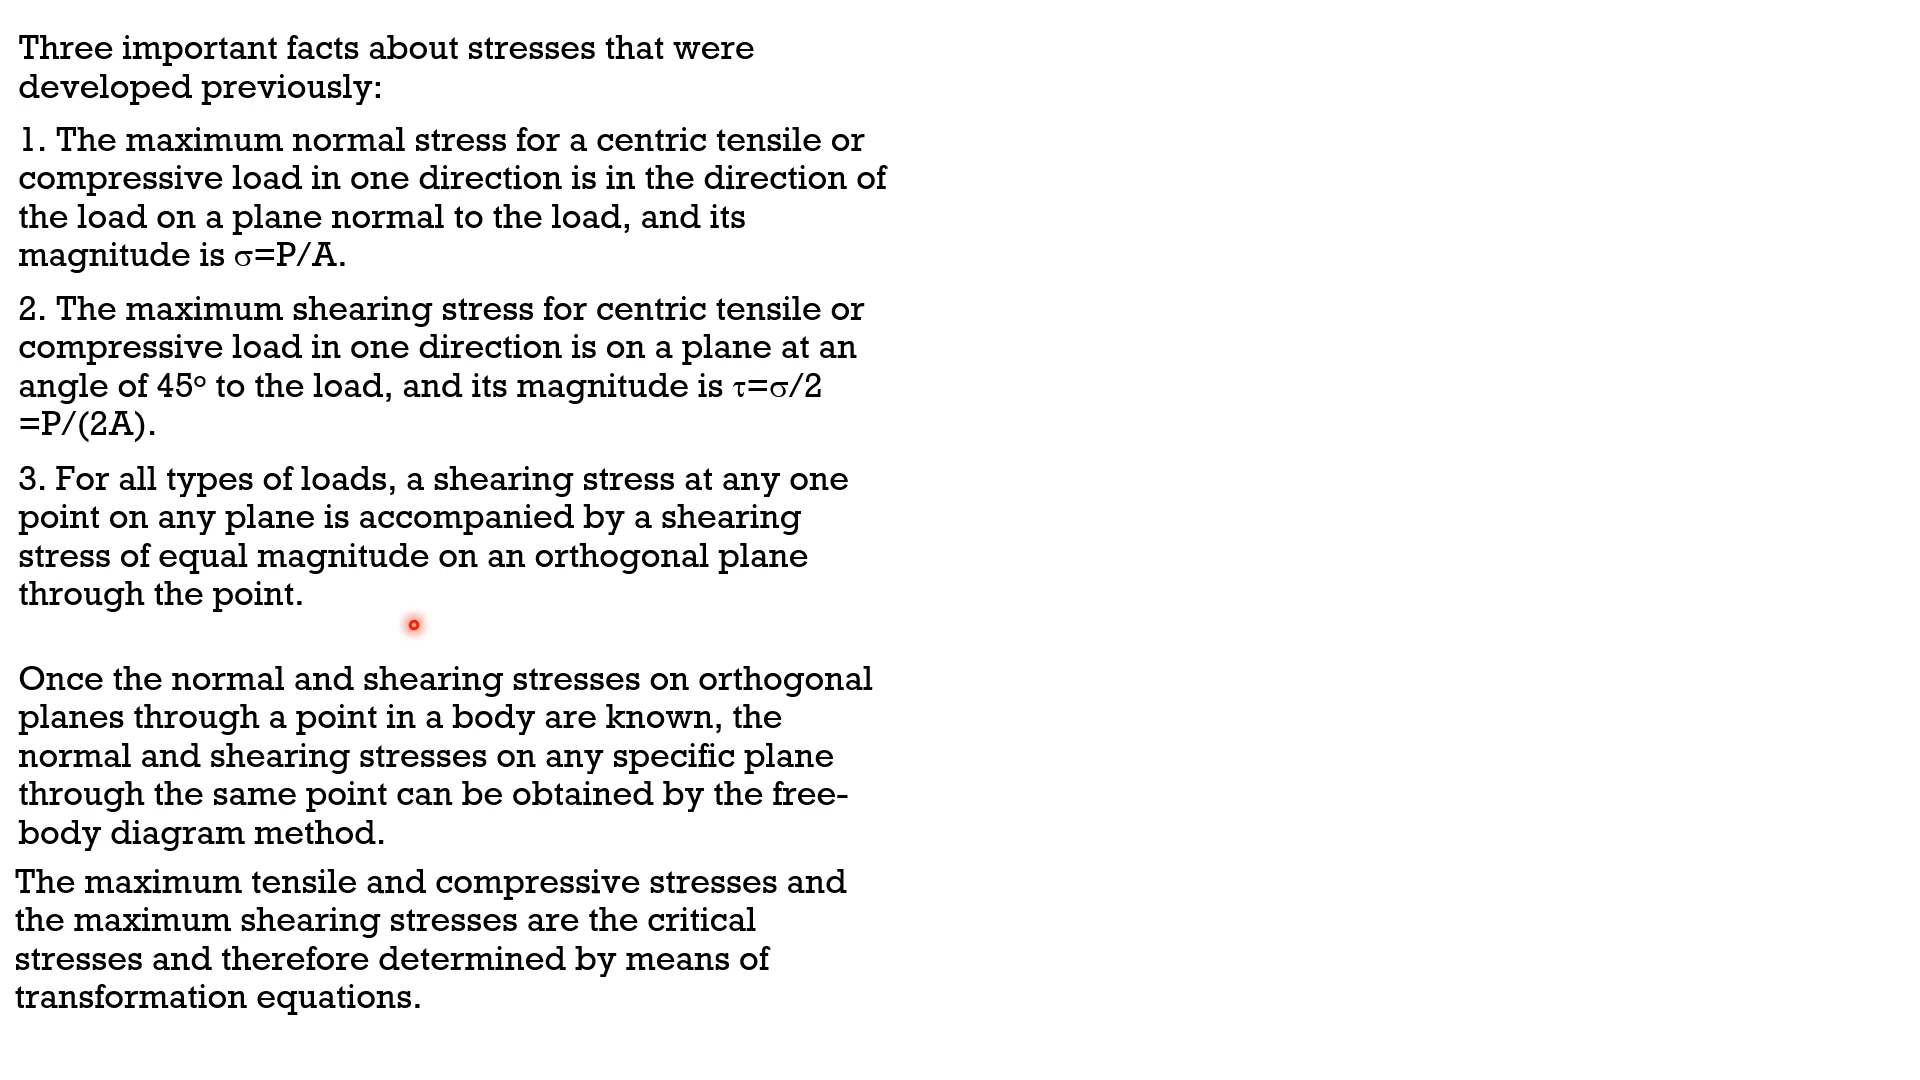 Three important facts about stresses that were
developed previously:
1. The maximum normal stress for a centric tensile or
compressive load in one direction is in the direction of
the load on a plane normal to the load, and its
magnitude is σ=P/A.
2. The maximum shearing stress for centric tensile or
compressive load in one direction is on a plane at an
angle of 45º to the load, and its magnitude is τ=σ/2
=P/(2A).
3. For all types of loads, a shearing stress at any one
point on any plane is accompanied by a shearing
stress of equal magnitude on an orthogonal plane
through the point.
Once the normal and shearing stresses on orthogonal
planes through a point in a body are known, the
normal and shearing stresses on any specific plane
through the same point can be obtained by the free-
body diagram method.
The maximum tensile and compressive stresses and
the maximum shearing stresses are the critical
stresses and therefore determined by means of
transformation equations.